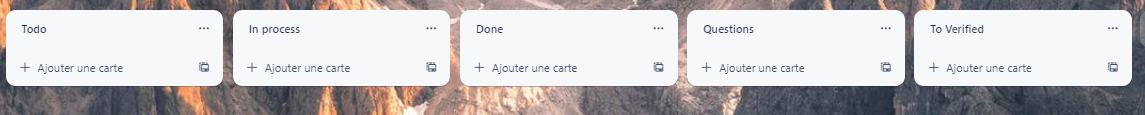 Todo
Ajouter une carte
In process
Ajouter une carte
Done
Ajouter une carte
Questions
Ajouter une carte
To Verified
Ajouter une carte